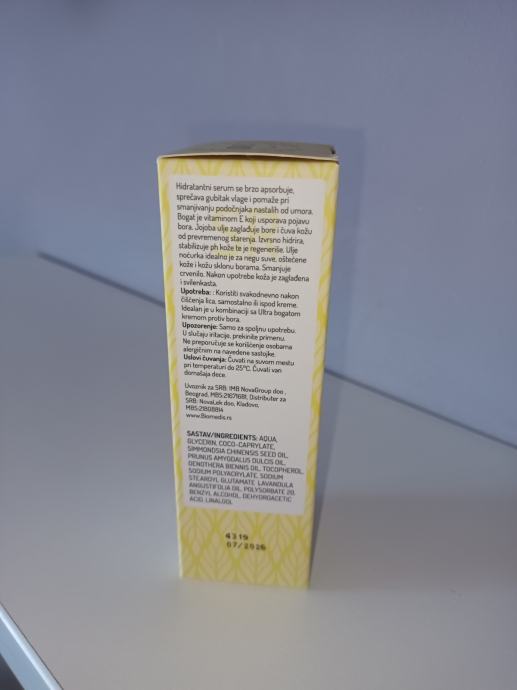 Hidratantni serum se brzo apsorbuje,
sprečava gubitak vlage i pomaže pri
smanjivanju podočnjaka nastalih od umora.
Bogat je vitaminom E koji usporava pojavu
bora. Jojoba ulje zaglađuje bore i čuva kožu
od prevremenog starenja. Izvrsno hidrira,
stabilizuje ph kože te je regeneriše. Ulje
noćurka idealno je za negu suve, oštećene
kože i kožu sklonu borama. Smanjuje
crvenilo. Nakon upotrebe koža je zaglađena
i svilenkasta.
Upotreba: : Koristiti svakodnevno nakon
čišćenja lica, samostalno ili ispod kreme.
Idealan je u kombinaciji sa Ultra bogatom
kremom protiv bora.
Upozorenje: Samo za spoljnu upotrebu.
U slučaju iritacije, prekinite primenu.
Ne preporučuje se korišćenje osobama
alergičnim na navedene sastojke.
Uslovi čuvanja: Čuvati na suvom mestu
pri temperaturi do 25°C. Čuvati van
domašaja dece.
Uvoznik za SRB: IMB NovaGroup doo ,
Beograd, MBS:21671681, Distributer za
SRB: NovaLek doo, Kladovo,
MBS:21808814
www.Biomedis.rs
SASTAV/INGREDIENTS: AQUA,
GLYCERIN, COCO-CAPRYLATE,
SIMMONDSIA CHINENSIS SEED OIL,
PRUNUS AMYGDALUS DULCIS OIL,
OENOTHERA BIENNIS OIL, TOCOPHEROL,
SODIUM POLYACRYLATE, SODIUM
STEAROYL GLUTAMATE, LAVANDULA
ANGUSTIFOLIA OIL, POLYSORBATE 20,
BENZYL ALCOHOL, DEHYDROACETIC
ACID, LINALOOL
4319
07/2026